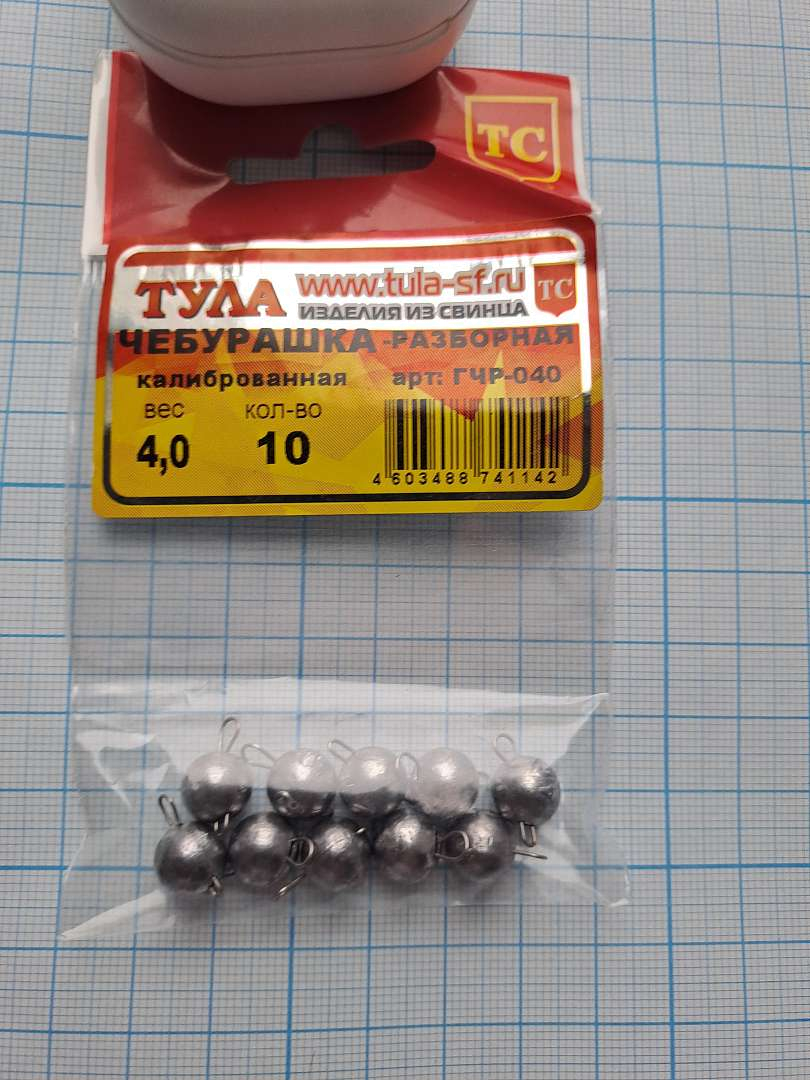 ТС
ТУЛА www.tula-sf.ru ТС
ИЗДЕЛИЯ ИЗ СВИНЦА
ЧЕБУРАШКА-РАЗБОРНАЯ
калиброванная арт: ГЧР-040
вес кол-во
4,0 10
4 603488 741142